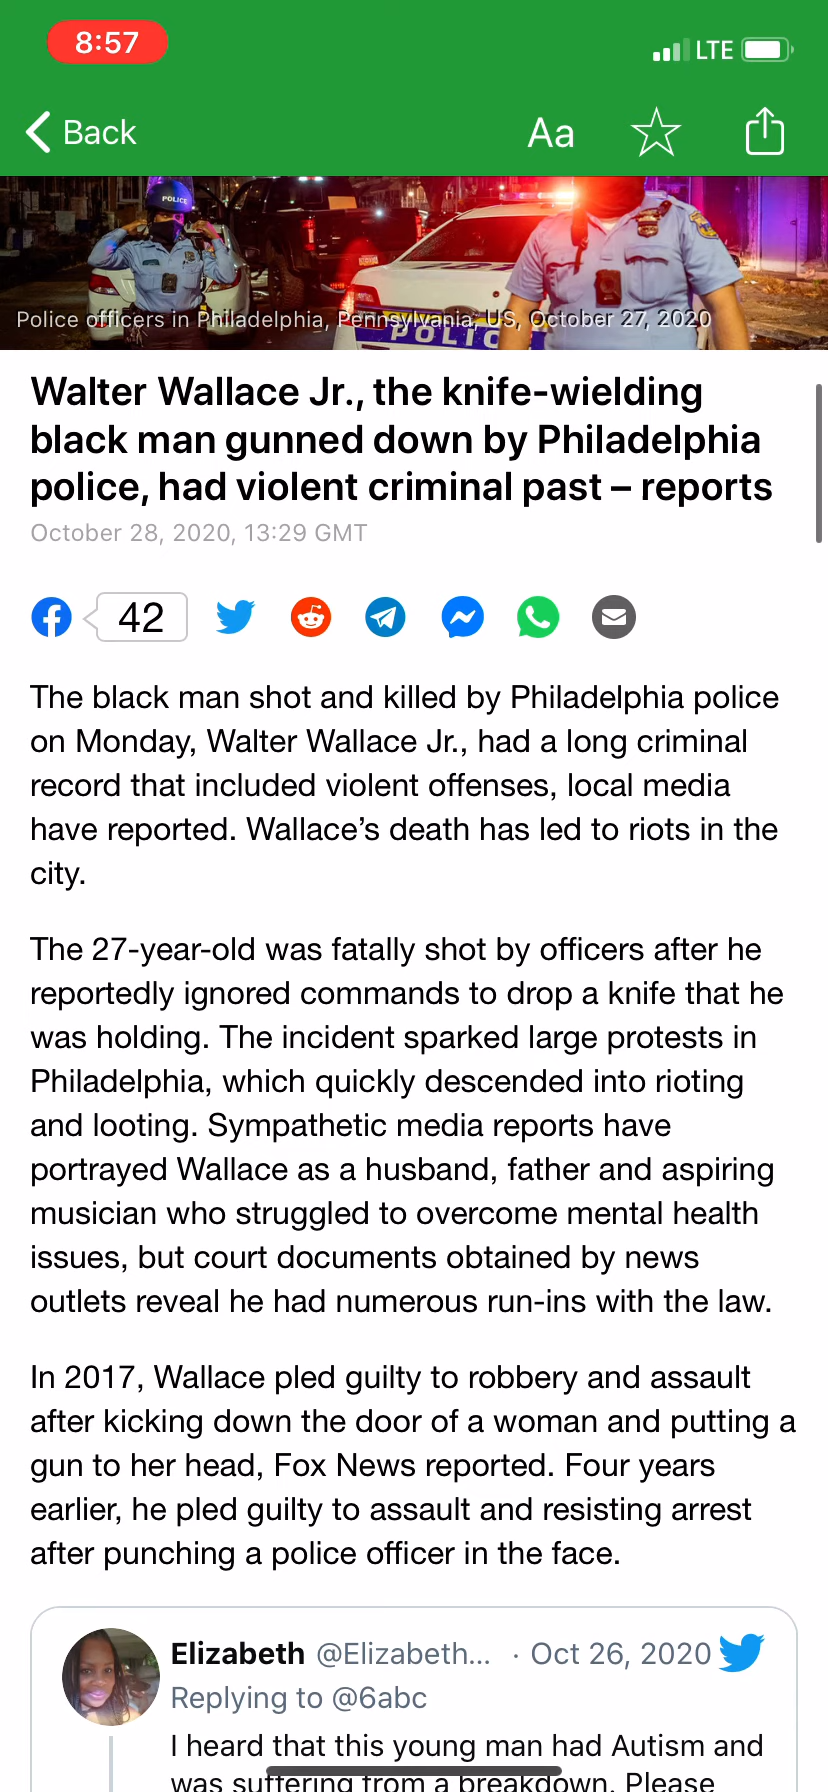 8:57
LTE
Back
Aa
POLICE
Police officers in Philadelphia, Pennsylvania, US, October 27, 2020
POLIC
Walter Wallace Jr., the knife-wielding
black man gunned down by Philadelphia
police, had violent criminal past – reports
October 28, 2020, 13:29 GMT
42
The black man shot and killed by Philadelphia police
on Monday, Walter Wallace Jr., had a long criminal
record that included violent offenses, local media
have reported. Wallace’s death has led to riots in the
city.
The 27-year-old was fatally shot by officers after he
reportedly ignored commands to drop a knife that he
was holding. The incident sparked large protests in
Philadelphia, which quickly descended into rioting
and looting. Sympathetic media reports have
portrayed Wallace as a husband, father and aspiring
musician who struggled to overcome mental health
issues, but court documents obtained by news
outlets reveal he had numerous run-ins with the law.
In 2017, Wallace pled guilty to robbery and assault
after kicking down the door of a woman and putting a
gun to her head, Fox News reported. Four years
earlier, he pled guilty to assault and resisting arrest
after punching a police officer in the face.
Elizabeth @Elizabeth... · Oct 26, 2020
Replying to @6abc
I heard that this young man had Autism and
was suffering from a breakdown. Please